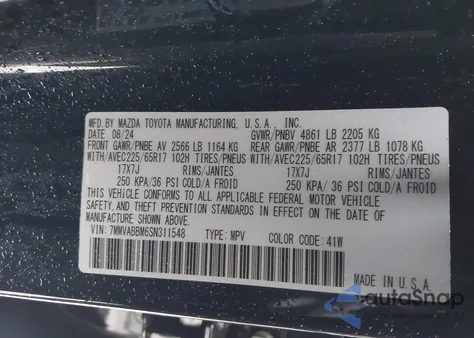 MFD.BY MAZDA TOYOTA MANUFACTURING, U.S.A., INC.
DATE 08/24 GVWR/PNBV 4861 LB 2205 KG
FRONT GAWR/PNBE AV 2566 LB 1164 KG REAR GAWR/PNBE AR 2377 LB 1078 KG
WITH/AVEC225/65R17 102H TIRES/PNEUS WITH/AVEC225/65R17 102H TIRES/PNEUS
17X7J RIMS/JANTES 17X7J RIMS/JANTES
250 KPA/36 PSI COLD/A FROID 250 KPA/ 36 PSI COLD/A FROID
THIS VEHICLE CONFORMS TO ALL APPLICABLE FEDERAL MOTOR VEHICLE
SAFETY AND THEFT PREVENTION STANDARDS IN EFFECT ON THE DATE OF
MANUFACTURE SHOWN ABOVE.
VIN: 7MMVABBM6SN311548 TYPE: MPV COLOR CODE: 41W
MADE IN U.S.A.
autoSnap